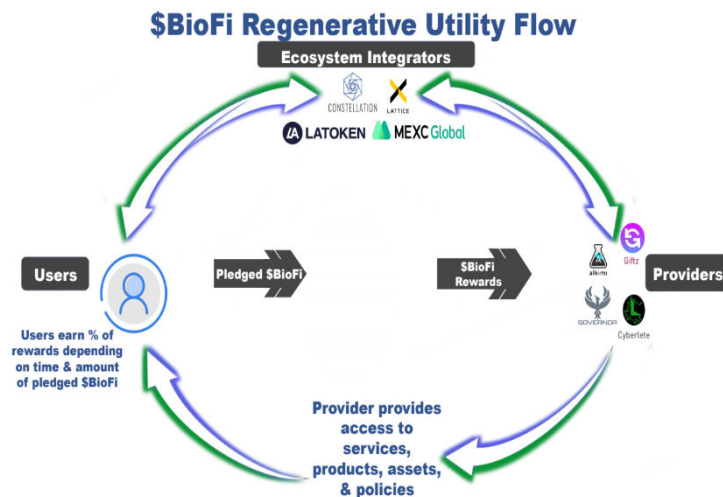 $BioFi Regenerative Utility Flow
Ecosystem Integrators
CONSTELLATION
LATTICE
LA LATOKEN
MEXC Global
Users
Pledged $BioFi
$BioFi
Rewards
alkimi
Giftz
GOVERNOR
Cyberlete
Providers
Users earn % of
rewards depending
on time & amount
of pledged $BioFi
Provider provides
access to
services,
products, assets,
& policies